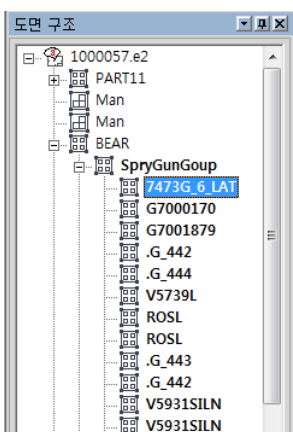 도면 구조
1000057.e2
PART11
Man
Man
BEAR
SpryGunGoup
7473G_6_LAT
G7000170
G7001879
.G_442
.G_444
V5739L
ROSL
ROSL
.G_443
.G_442
V5931SILN
V5931SILN